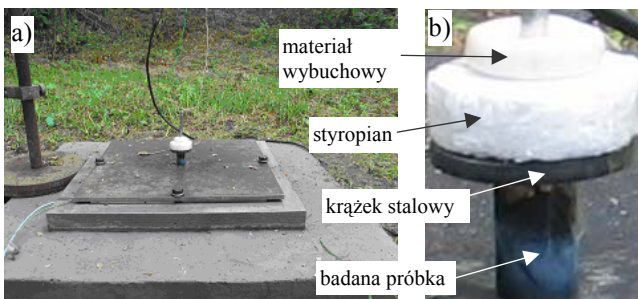 a)
b)
materiał
wybuchowy
styropian
krążek stalowy
badana próbka